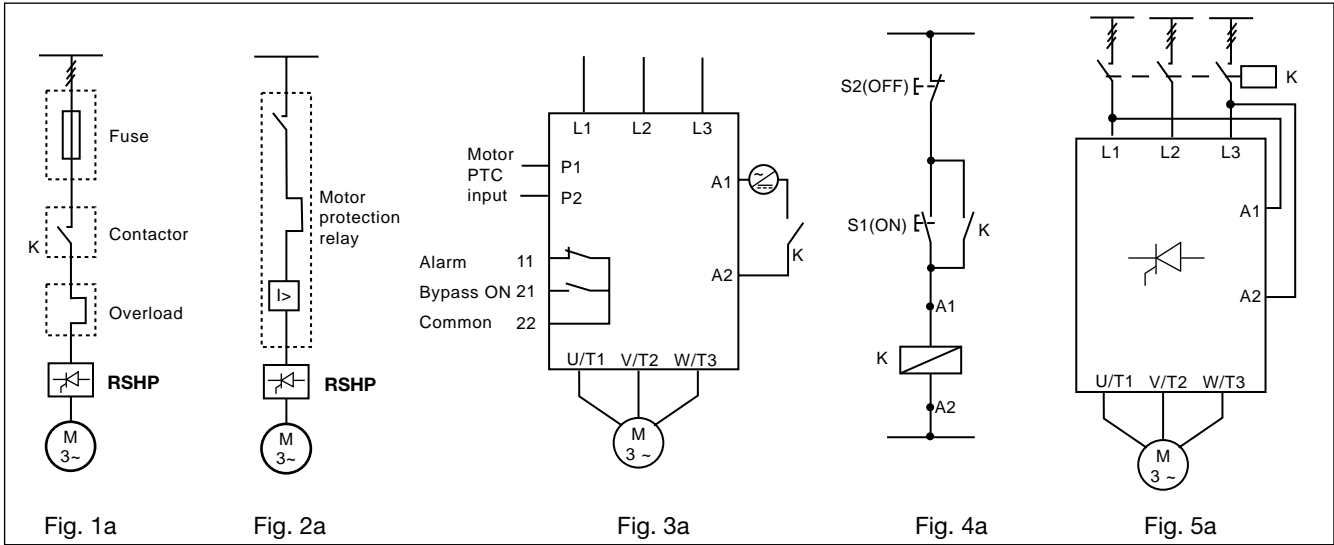 Fuse
K
Contactor
Overload
RSHP
M
3~
Fig. 1a
Motor
protection
relay
I>
RSHP
M
3~
Fig. 2a
L1 L2 L3
Motor
PTC
input
P1
P2
A1
~
K
A2
Alarm 11
Bypass ON 21
Common 22
U/T1 V/T2 W/T3
M
3 ~
Fig. 3a
S2(OFF)
S1(ON)
K
A1
K
A2
Fig. 4a
K
L1 L2 L3
A1
A2
U/T1 V/T2 W/T3
M
3 ~
Fig. 5a